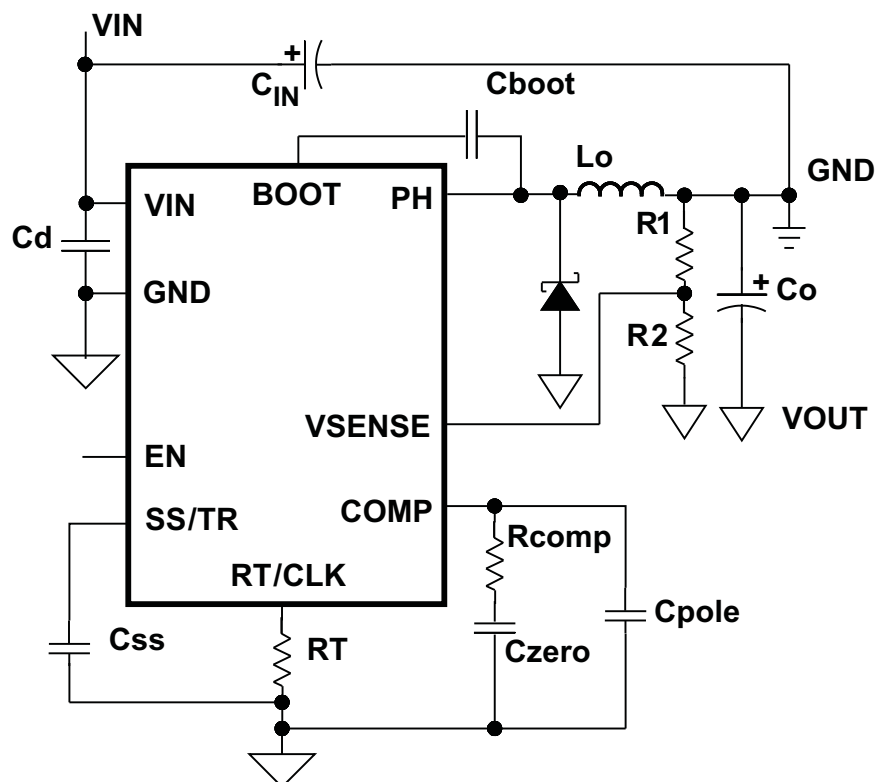 VIN
+
CIN
Cboot
Lo
GND
VIN
BOOT
PH
R1
Cd
GND
+
Co
R2
VSENSE
VOUT
EN
SS/TR
COMP
Rcomp
RT/CLK
Cpole
Css
RT
Czero